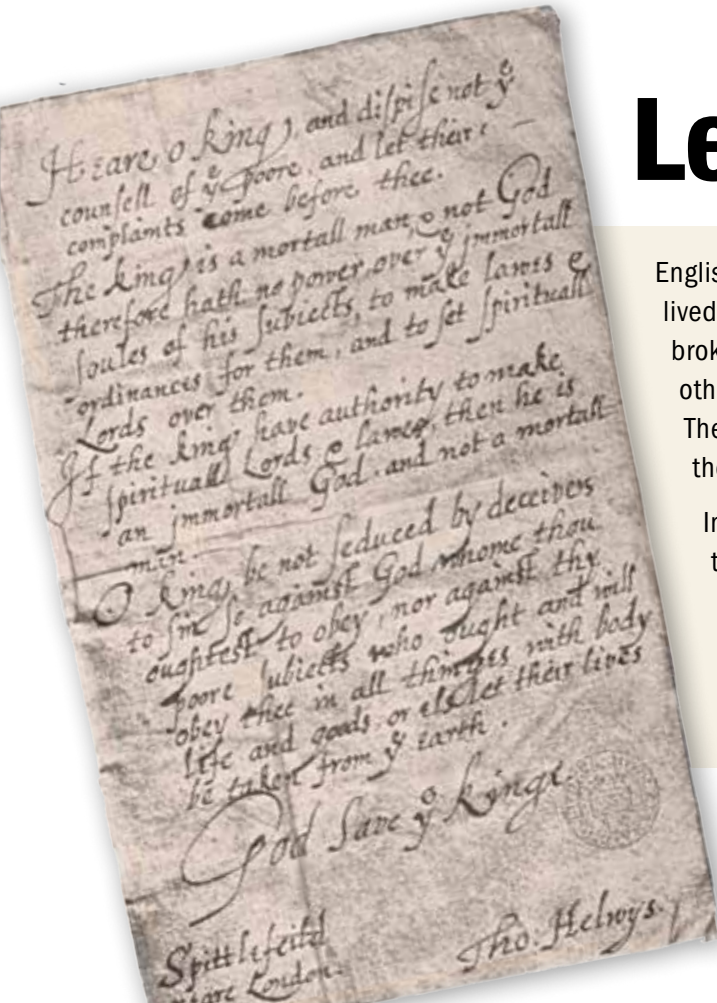 Heare o king, and dispise not yᵉ
counsell of yᵉ poore, and let their
complaints come before thee.
The king is a mortall man, & not God
therefore hath no power over yᵉ immortall
soules of his subiects, to make lawes &
ordinances for them, and to set spirituall
Lords over them.
If the king have authority to make
spirituall Lords & lawes, then he is
an immortall God, and not a mortall
man.
O king, be not seduced by deceivers
to sin so against God whome thou
oughtest to obey, nor against thy
poore subiects who ought and will
obey thee in all thinges with body
life and goods, or els let their lives
be taken from yᵉ earth.
God save yᵉ kinge.
Spittlefeild
neare London.
Tho: Helwys.
Le
Englis
lived
brok
oth
The
the
In
t